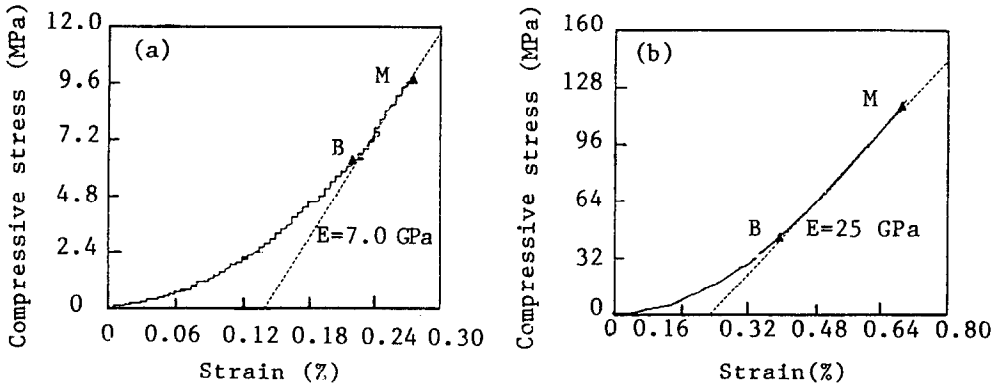 (a)
Compressive stress (MPa)
12.0
9.6
7.2
4.8
2.4
0
M
B
E=7.0 GPa
0 0.06 0.12 0.18 0.24 0.30
Strain (%)
(b)
Compressive stress (MPa)
160
128
96
64
32
0
M
B
E=25 GPa
0 0.16 0.32 0.48 0.64 0.80
Strain(%)